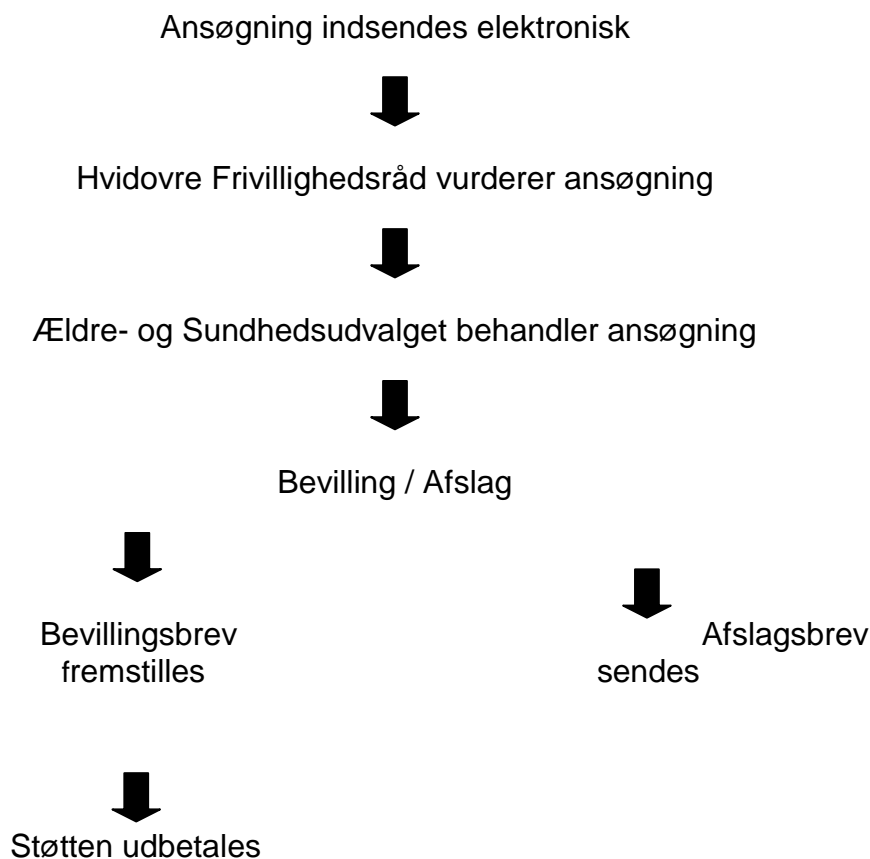 Ansøgning indsendes elektronisk
Hvidovre Frivillighedsråd vurderer ansøgning
Ældre- og Sundhedsudvalget behandler ansøgning
Bevilling / Afslag
Bevillingsbrev Afslagsbrev
fremstilles sendes
Støtten udbetales